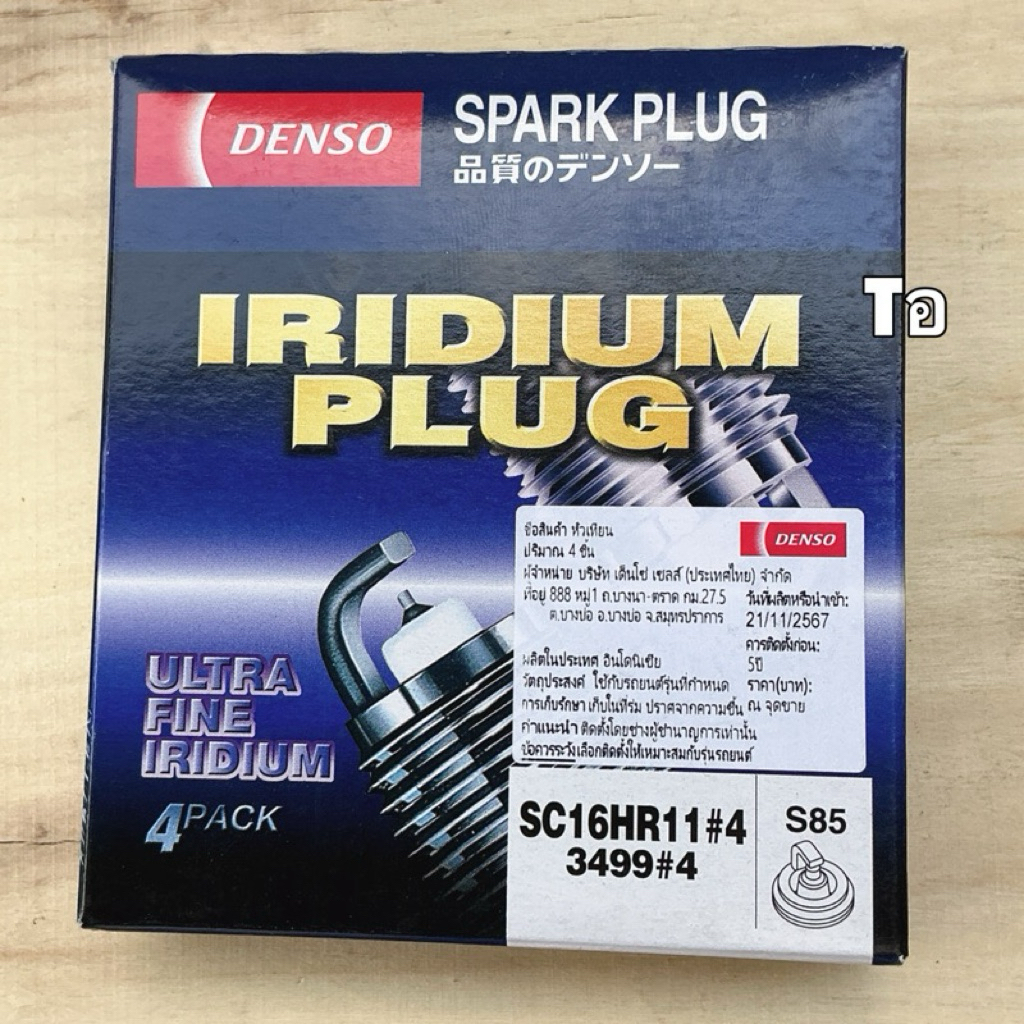 DENSO
SPARK PLUG
品質のデンソー
Tอ
IRIDIUM
PLUG
ชื่อสินค้า หัวเทียน
DENSO
ปริมาณ 4 ชิ้น
ผู้จำหน่าย บริษัท เด็นโซ่ เซลส์ (ประเทศไทย) จำกัด
ที่อยู่ 888 หมู่1 ถ.บางนา-ตราด กม.27.5
ต.บางบ่อ อ.บางบ่อ จ.สมุทรปราการ
วันที่ผลิตหรือนำเข้า:
21/11/2567
ควรติดตั้งก่อน:
5ปี
ราคา(บาท):
ณ จุดขาย
ผลิตในประเทศ อินโดนิเซีย
วัตถุประสงค์ ใช้กับรถยนต์รุ่นที่กำหนด
การเก็บรักษา เก็บในที่ร่ม ปราศจากความชื้น
คำแนะนำ ติดตั้งโดยช่างผู้ชำนาญการเท่านั้น
ข้อควรระวังเลือกติดตั้งให้เหมาะสมกับรุ่นรถยนต์
ULTRA
FINE
IRIDIUM
4PACK
SC16HR11#4
3499#4
S85